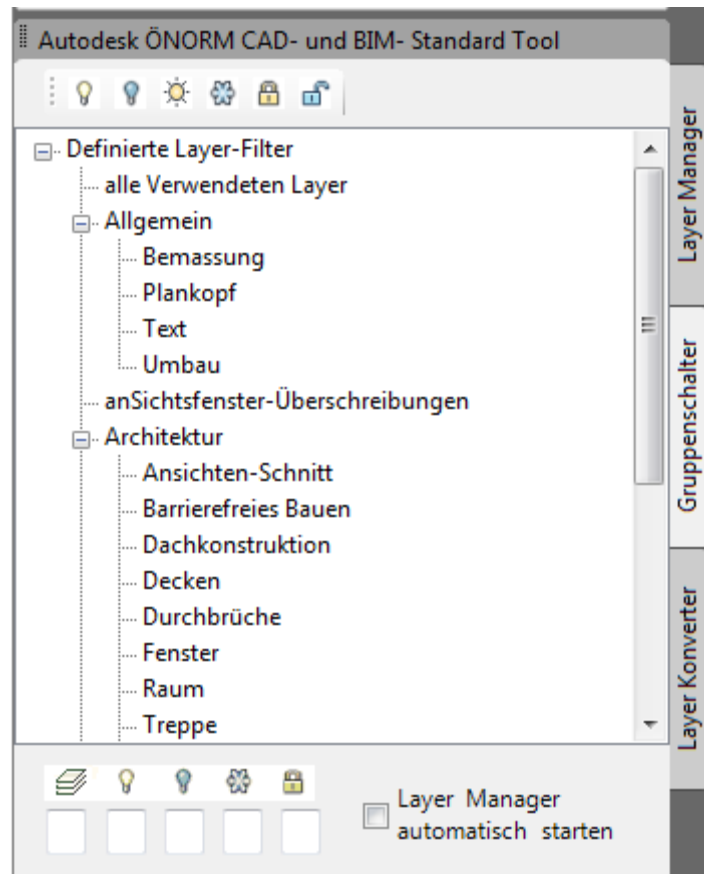 Autodesk ÖNORM CAD- und BIM- Standard Tool
Definierte Layer-Filter
alle Verwendeten Layer
Allgemein
Bemassung
Plankopf
Text
Umbau
anSichtsfenster-Überschreibungen
Architektur
Ansichten-Schnitt
Barrierefreies Bauen
Dachkonstruktion
Decken
Durchbrüche
Fenster
Raum
Treppe
Layer Manager
automatisch starten
Layer Manager
Gruppenschalter
Layer Konverter